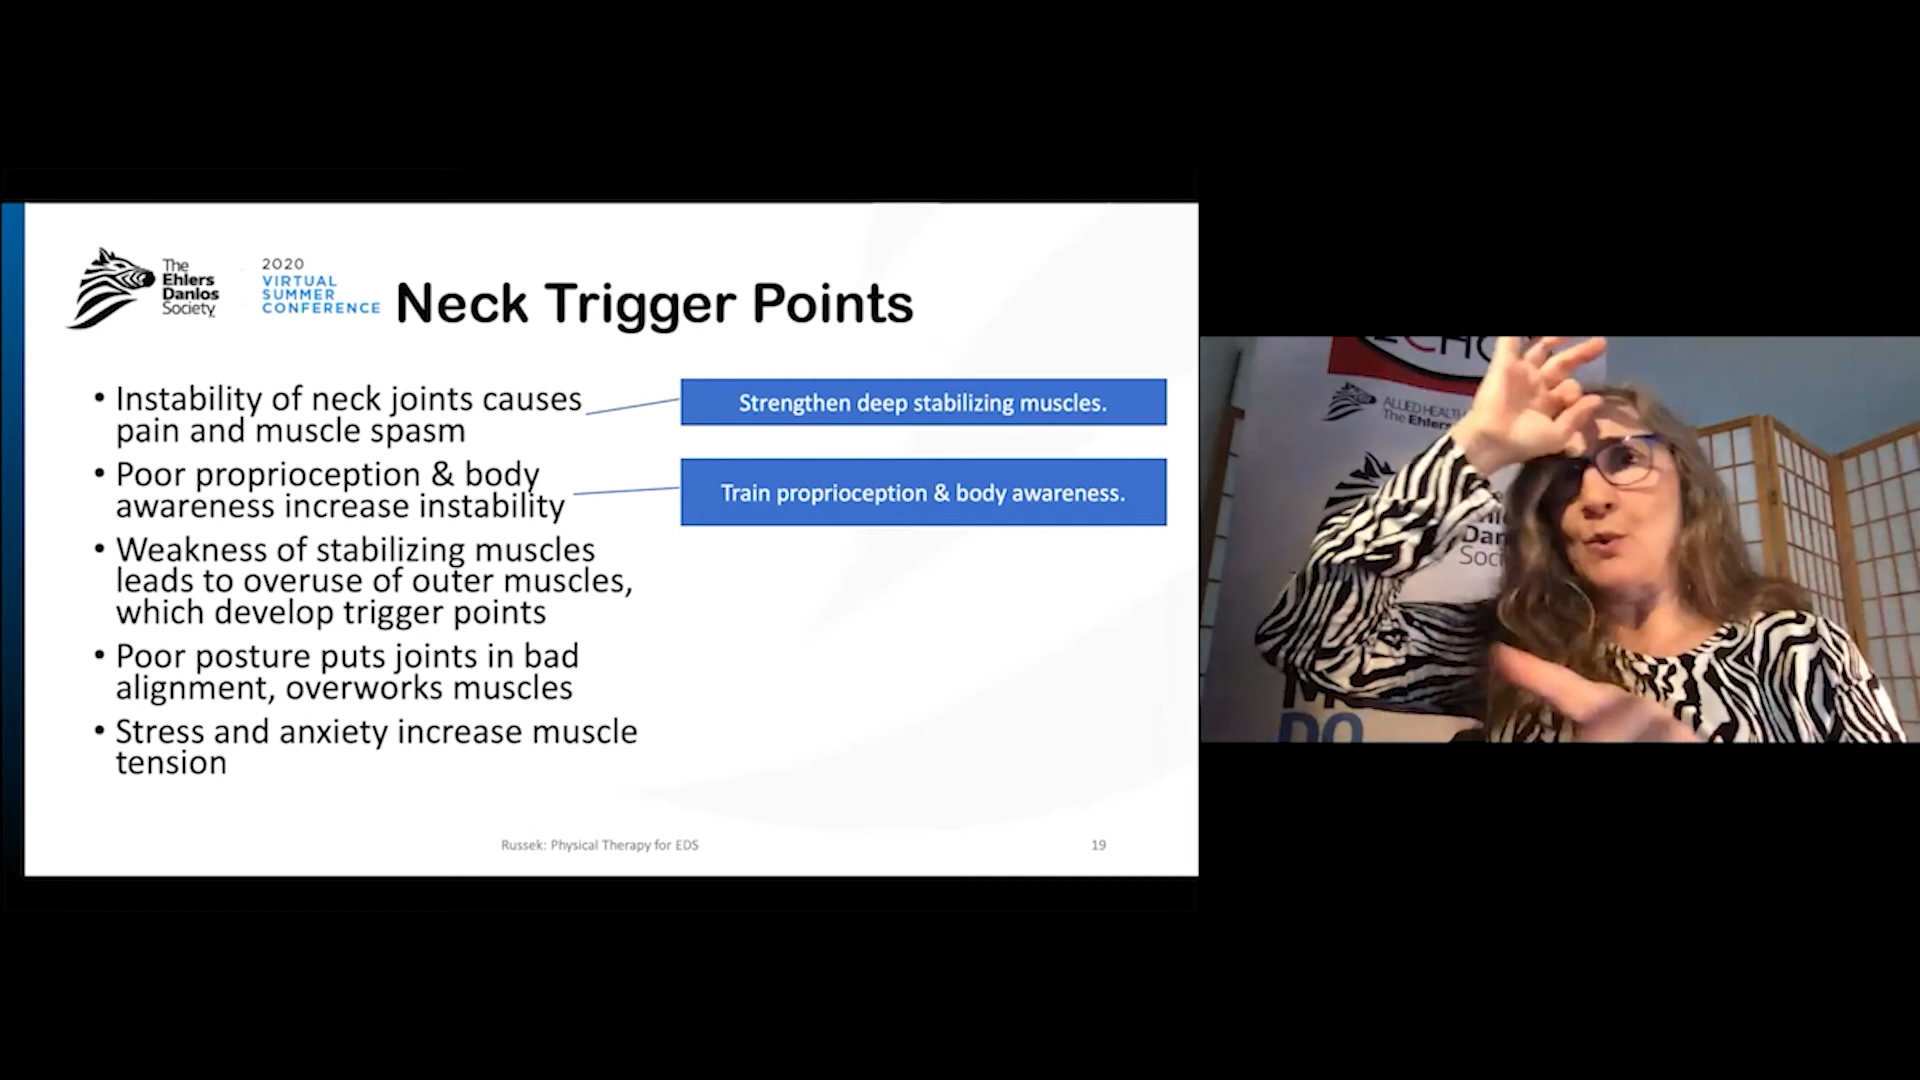 The
Ehlers
Danlos
Society
2020
VIRTUAL
SUMMER
CONFERENCE
Neck Trigger Points
• Instability of neck joints causes
pain and muscle spasm
• Poor proprioception & body
awareness increase instability
• Weakness of stabilizing muscles
leads to overuse of outer muscles,
which develop trigger points
• Poor posture puts joints in bad
alignment, overworks muscles
• Stress and anxiety increase muscle
tension
Strengthen deep stabilizing muscles.
Train proprioception & body awareness.
Russek: Physical Therapy for EDS
19
ALLIED HEALTH
The Ehlers